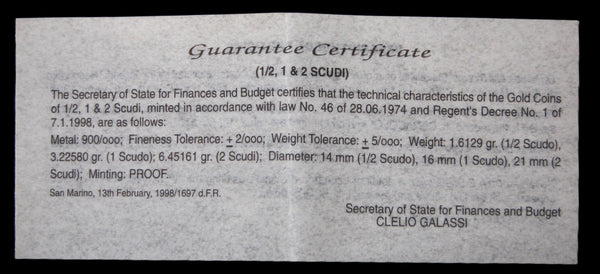 Guarantee Certificate
(1/2, 1 & 2 SCUDI)
The Secretary of State for Finances and Budget certifies that the technical characteristics of the Gold Coins
of 1/2, 1 & 2 Scudi, minted in accordance with law No. 46 of 28.06.1974 and Regent's Decree No. 1 of
7.1.1998, are as follows:
Metal: 900/ooo; Fineness Tolerance: ± 2/ooo; Weight Tolerance: ± 5/ooo; Weight: 1.6129 gr. (1/2 Scudo),
3.22580 gr. (1 Scudo); 6.45161 gr. (2 Scudi); Diameter: 14 mm (1/2 Scudo), 16 mm (1 Scudo), 21 mm (2
Scudi); Minting: PROOF.
San Marino, 13th February, 1998/1697 d.F.R.
Secretary of State for Finances and Budget
CLELIO GALASSI